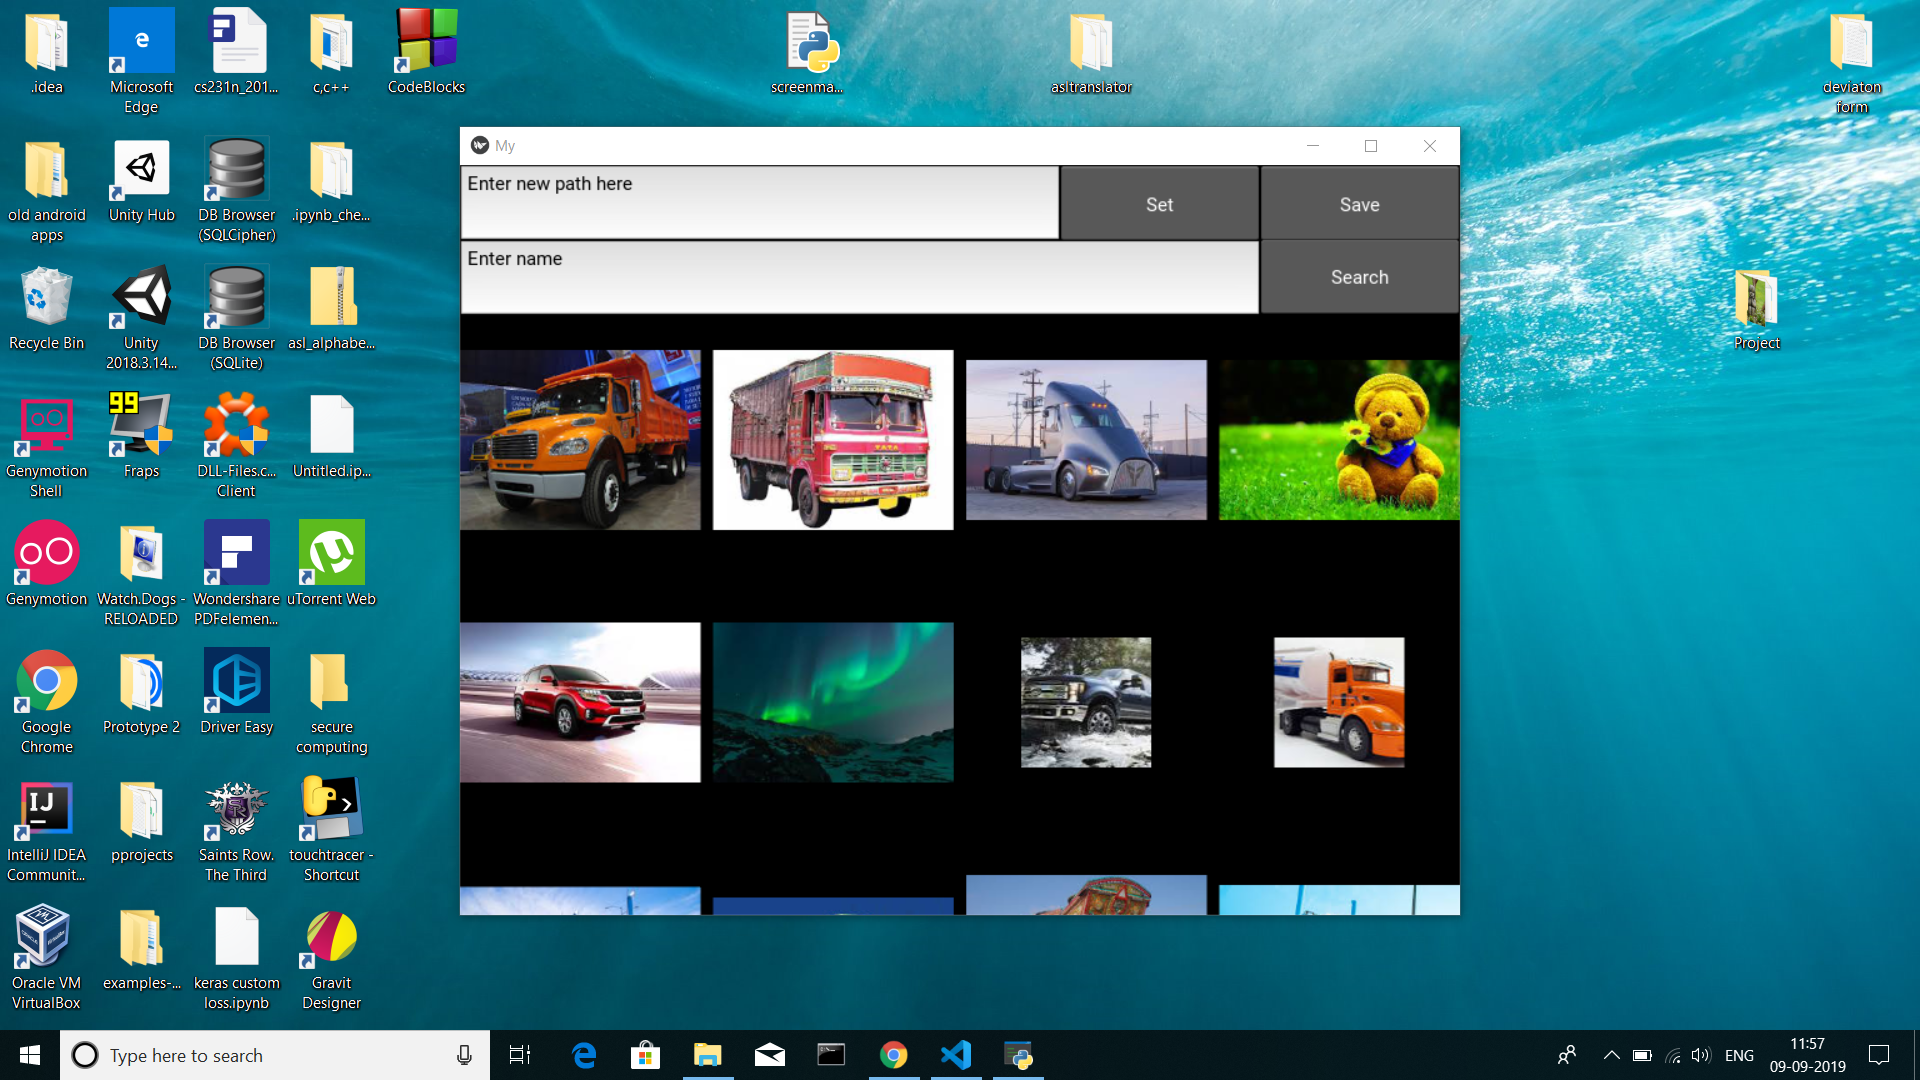 .idea
Microsoft
Edge
cs231n_201...
c,c++
CodeBlocks
screenma...
asltranslator
deviaton
form
old android
apps
Unity Hub
DB Browser
(SQLCipher)
.ipynb_che...
Recycle Bin
Unity
2018.3.14...
DB Browser
(SQLite)
asl_alphabe...
Project
Genymotion
Shell
99
Fraps
DLL-Files.c...
Client
Untitled.ip...
Genymotion
Watch.Dogs -
RELOADED
Wondershare
PDFelemen...
uTorrent Web
Google
Chrome
Prototype 2
Driver Easy
secure
computing
IJ
IntelliJ IDEA
Communit...
pprojects
Saints Row.
The Third
touchtracer -
Shortcut
Oracle VM
VirtualBox
examples-...
keras custom
loss.ipynb
Gravit
Designer
My
Enter new path here
Set
Save
Enter name
Search
TATA
Type here to search
ENG
11:57
09-09-2019